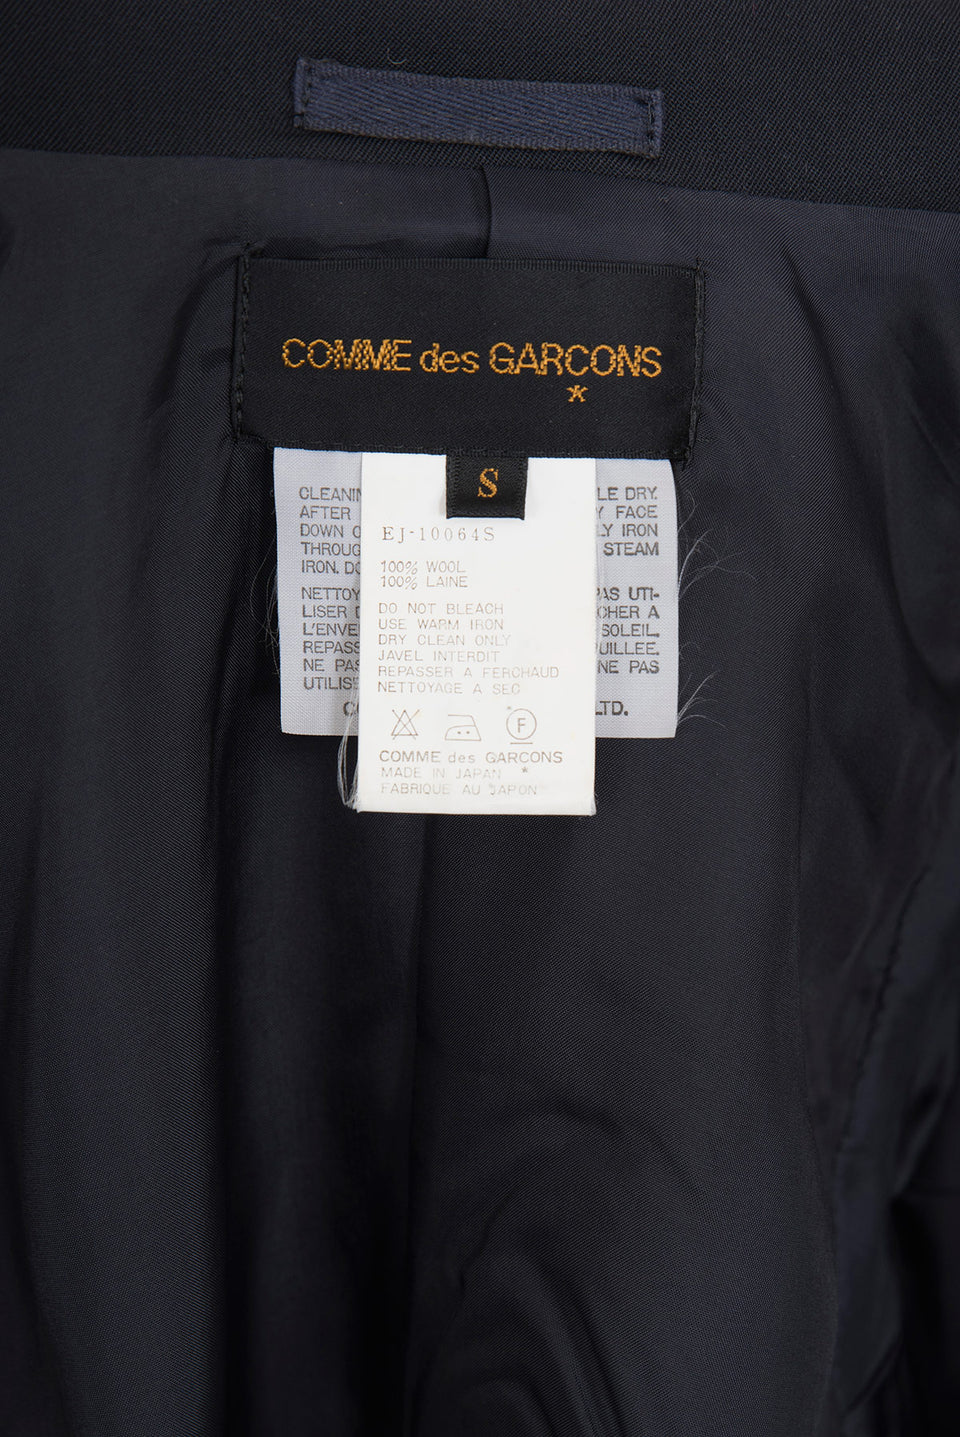 COMME des GARCONS
*
S
CLEANIN LE DRY.
AFTER Y FACE
DOWN O LY IRON
THROUG STEAM
IRON. DO
NETTOY PAS UTI-
LISER CHER A
L'ENVE SOLEIL.
REPASS OUILLEE.
NE PAS NE PAS
UTILISE
CO LTD.
EJ-10064S
100% WOOL
100% LAINE
DO NOT BLEACH
USE WARM IRON
DRY CLEAN ONLY
JAVEL INTERDIT
REPASSER A FERCHAUD
NETTOYAGE A SEC
F
COMME des GARCONS
*
MADE IN JAPAN
FABRIQUE AU JAPON